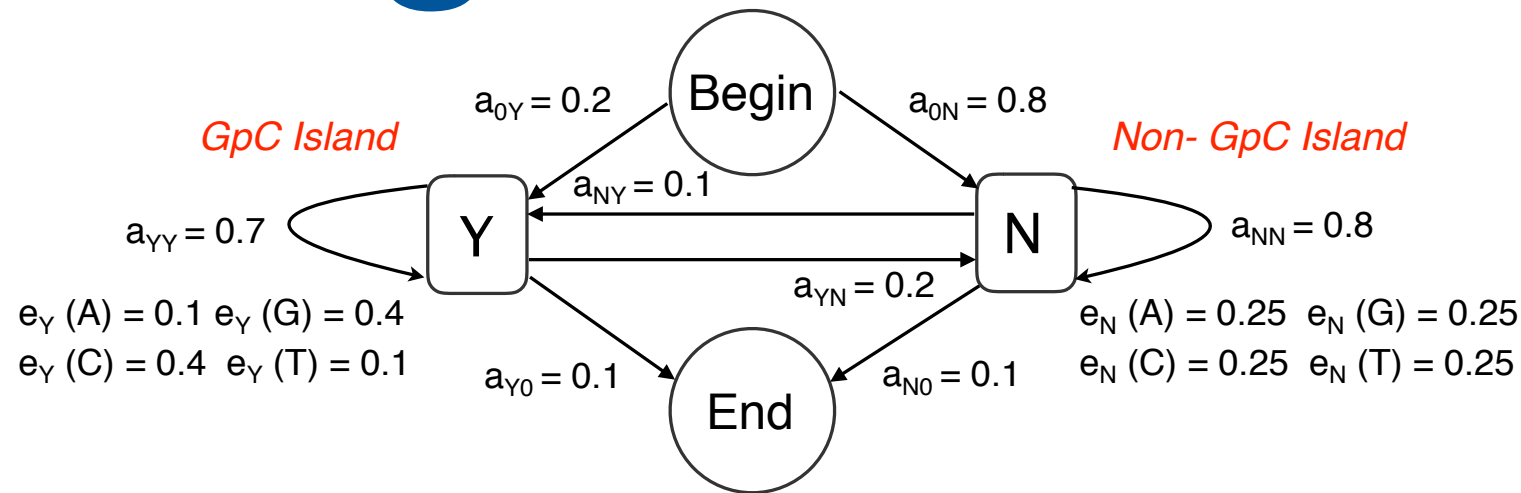 Begin
a0Y = 0.2
a0N = 0.8
GpC Island
Non- GpC Island
aNY = 0.1
aYY = 0.7
Y
N
aNN = 0.8
aYN = 0.2
eY (A) = 0.1 eY (G) = 0.4
eN (A) = 0.25 eN (G) = 0.25
eY (C) = 0.4 eY (T) = 0.1
eN (C) = 0.25 eN (T) = 0.25
aY0 = 0.1
aN0 = 0.1
End